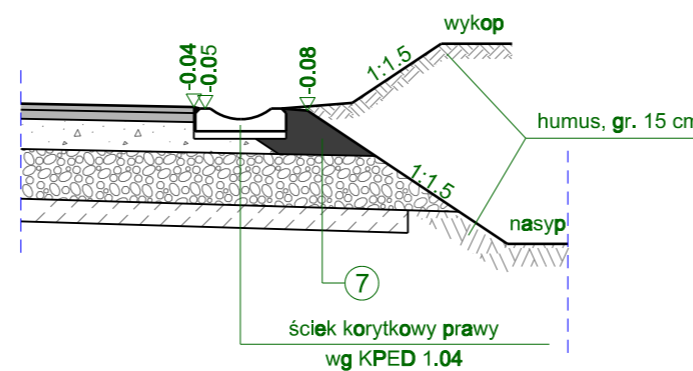 wykop
-0.04
-0.05
-0.08
1:1.5
humus, gr. 15 cm
1:1.5
nasyp
7
ściek korytkowy prawy
wg KPED 1.04